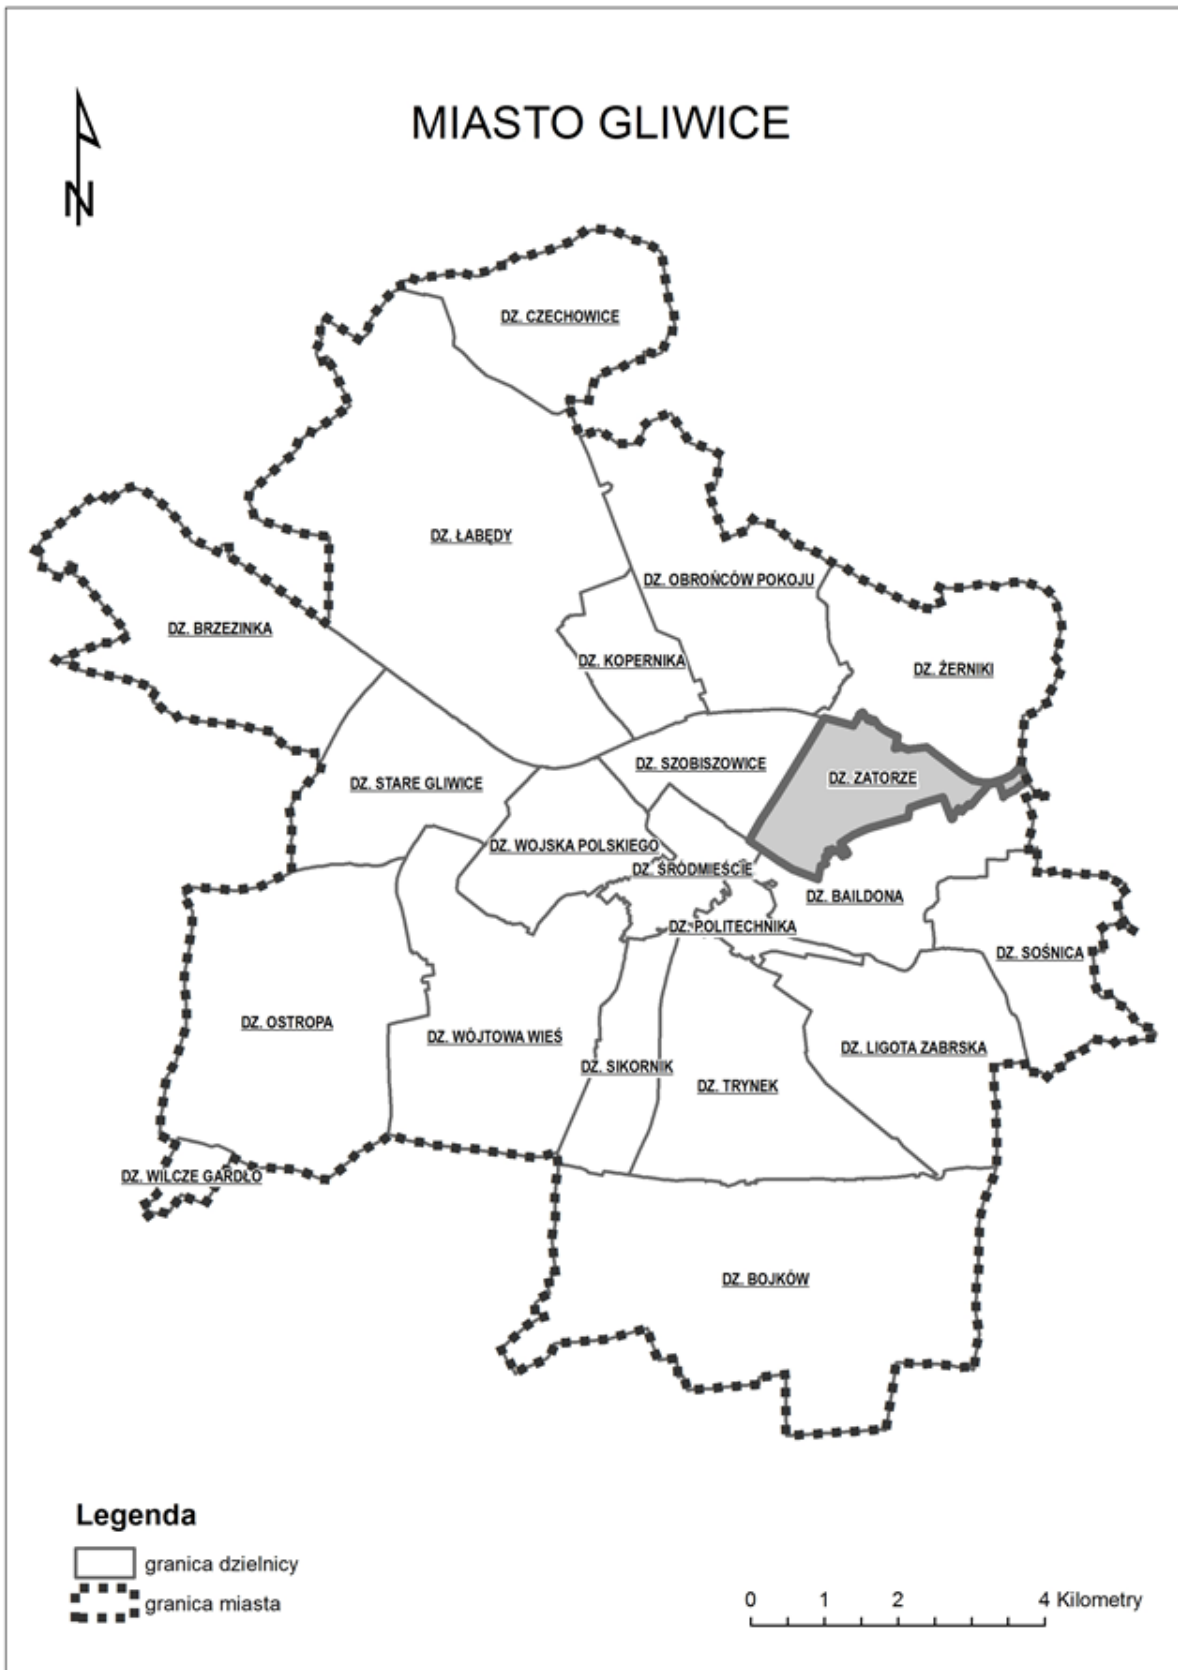 MIASTO GLIWICE
N
DZ. CZECHOWICE
DZ. ŁABĘDY
DZ. OBROŃCÓW POKOJU
DZ. BRZEZINKA
DZ. KOPERNIKA
DZ. ŻERNIKI
DZ. SZOBISZOWICE
DZ. ZATORZE
DZ. STARE GLIWICE
DZ. WOJSKA POLSKIEGO
DZ. ŚRÓDMIEŚCIE
DZ. BAILDONA
DZ. POLITECHNIKA
DZ. SOŚNICA
DZ. OSTROPA
DZ. WÓJTOWA WIEŚ
DZ. LIGOTA ZABRSKA
DZ. SIKORNIK
DZ. TRYNEK
DZ. WILCZE GARDŁO
DZ. BOJKÓW
Legenda
granica dzielnicy
granica miasta
0 1 2 4 Kilometry